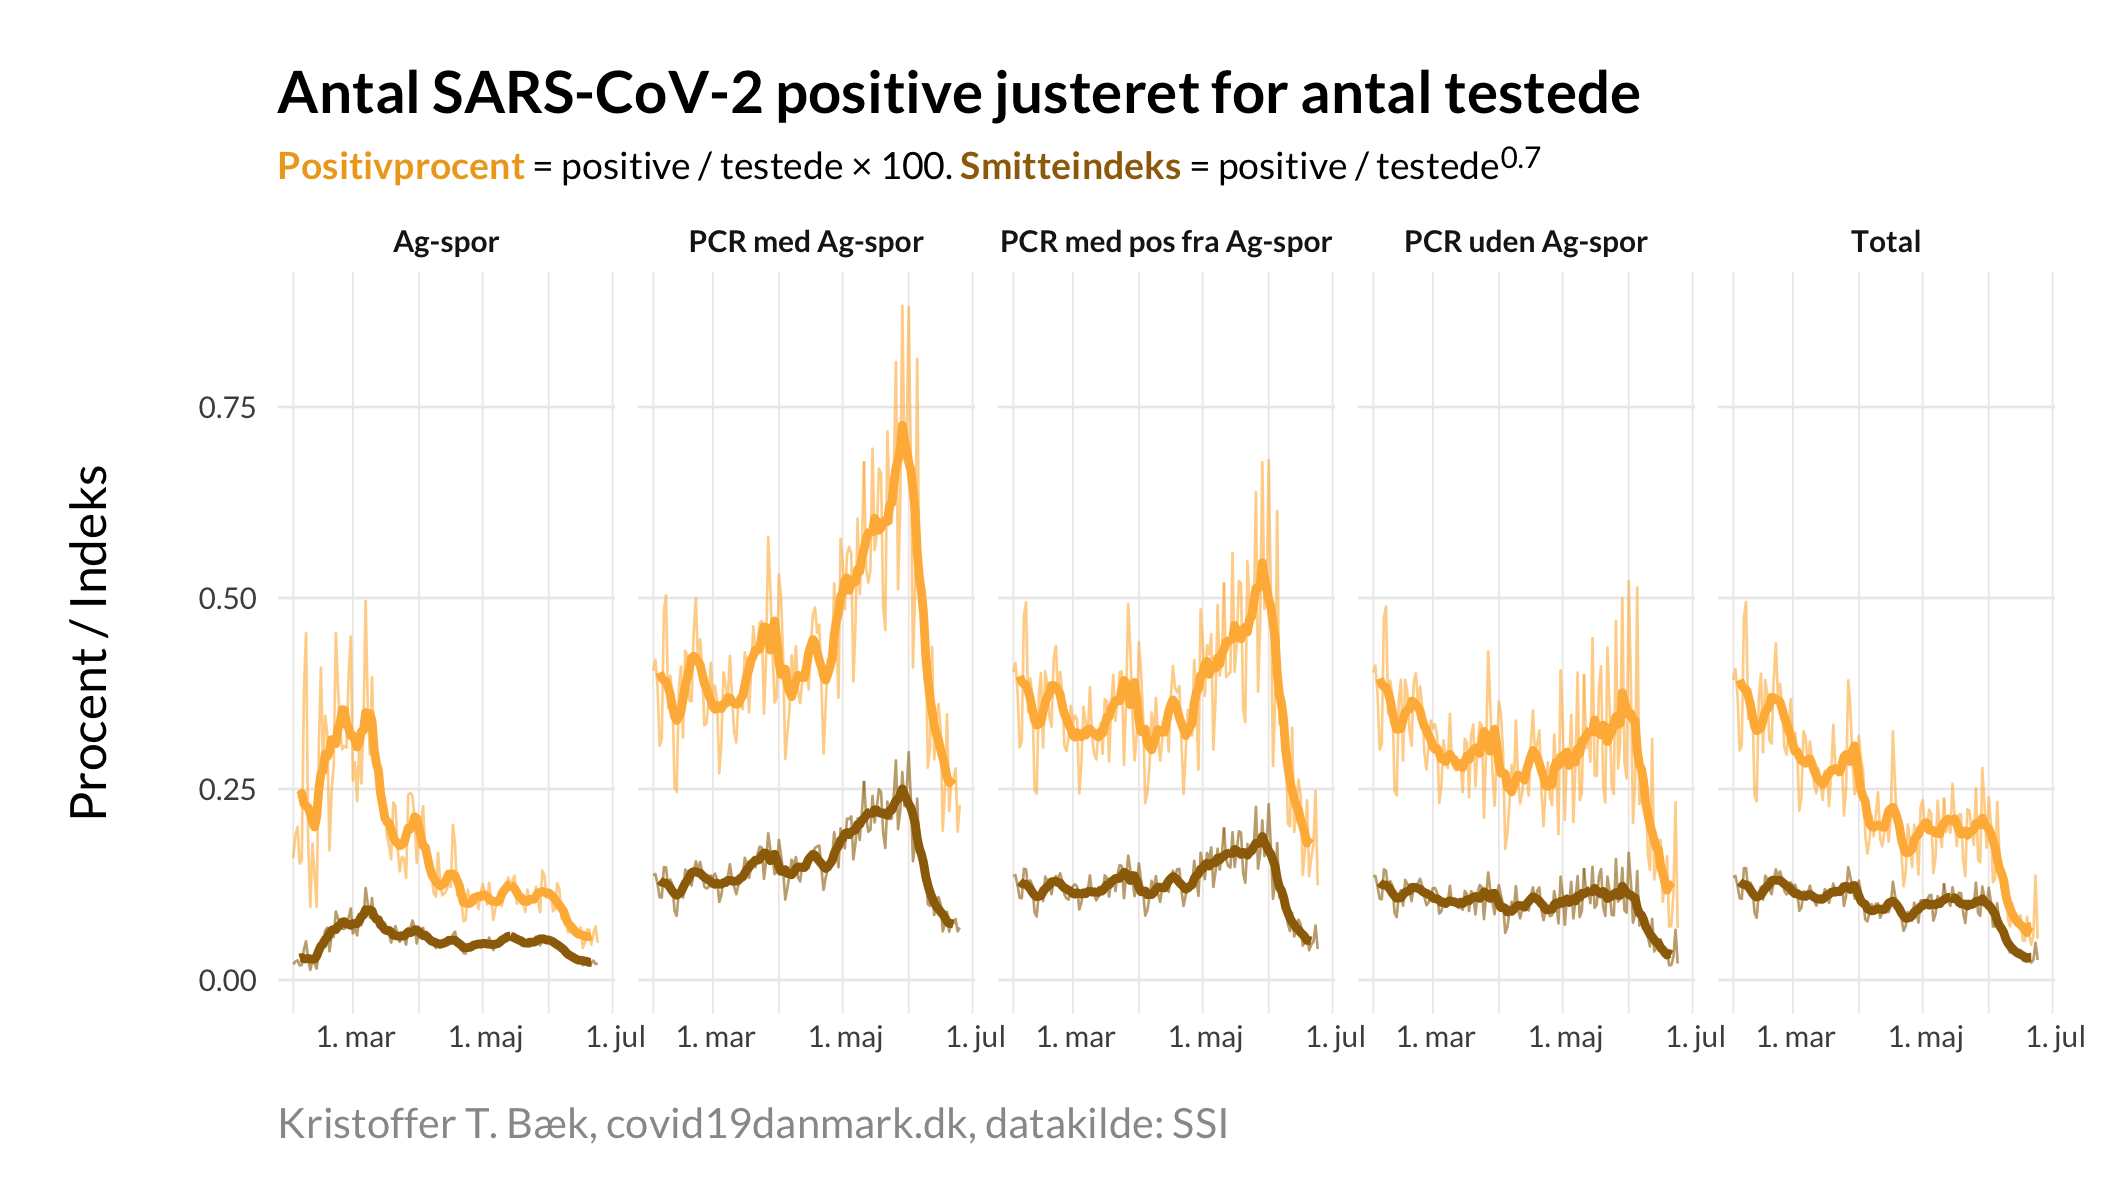 Antal SARS-CoV-2 positive justeret for antal testede
Positivprocent = positive / testede × 100. Smitteindeks = positive / testede^0.7
Ag-spor
PCR med Ag-spor
PCR med pos fra Ag-spor
PCR uden Ag-spor
Total
Procent / Indeks
0.75
0.50
0.25
0.00
1. mar 1. maj 1. jul 1. mar 1. maj 1. jul 1. mar 1. maj 1. jul 1. mar 1. maj 1. jul 1. mar 1. maj 1. jul
Kristoffer T. Bæk, covid19danmark.dk, datakilde: SSI